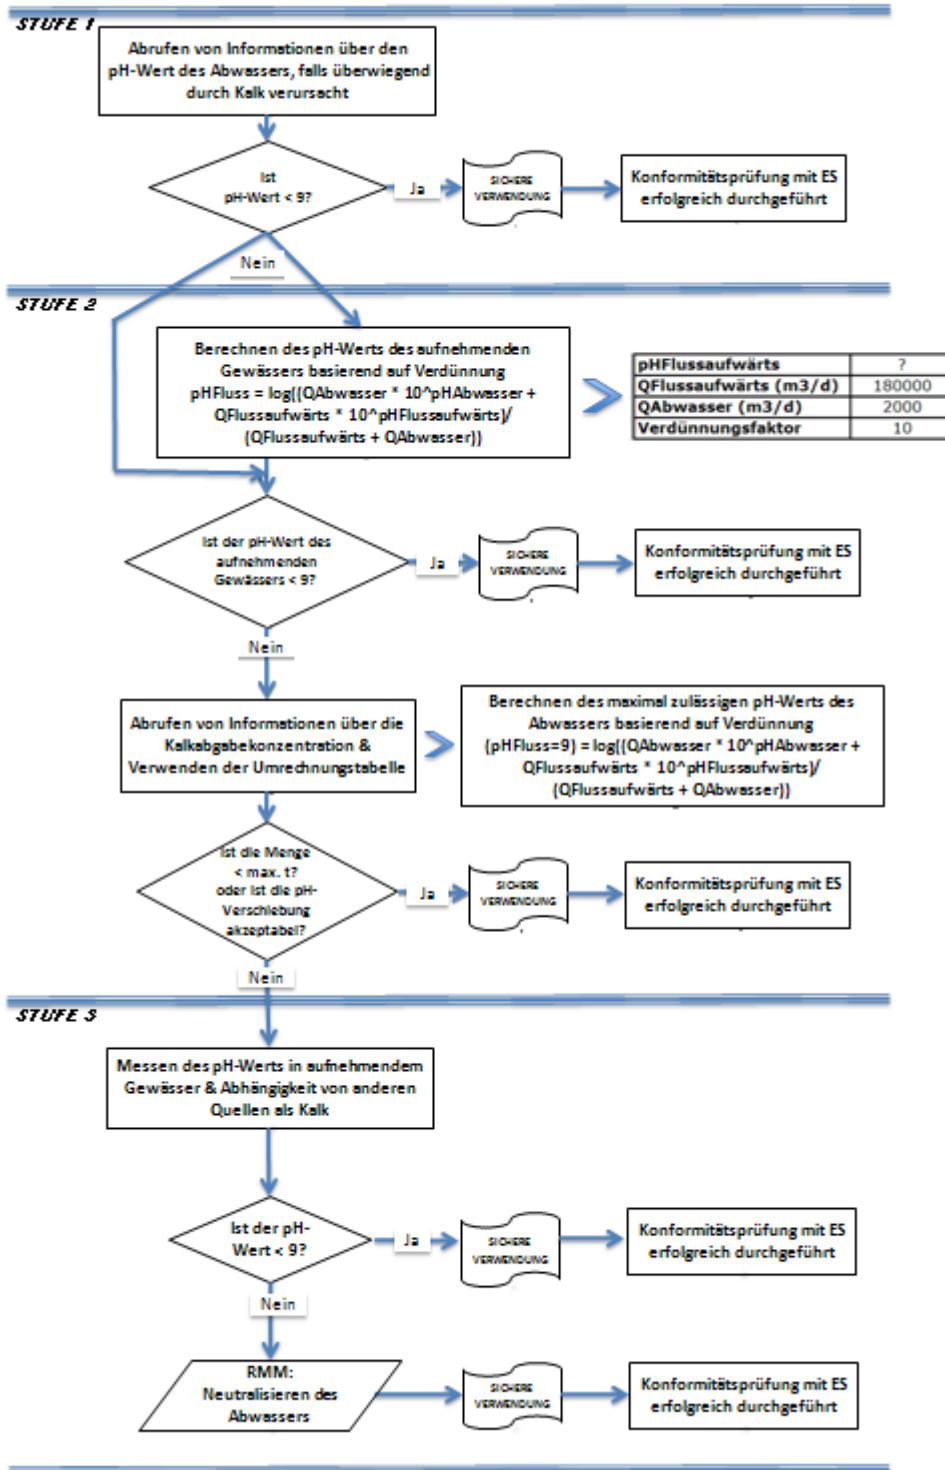 STUFE 1
Abrufen von Informationen über den
pH-Wert des Abwassers, falls überwiegend
durch Kalk verursacht
Ist
pH-Wert < 9?
Ja
SICHERE
VERWENDUNG
Konformitätsprüfung mit ES
erfolgreich durchgeführt
Nein
STUFE 2
Berechnen des pH-Werts des aufnehmenden
Gewässers basierend auf Verdünnung
pHFluss = log((QAbwasser * 10^pHAbwasser +
QFlussaufwärts * 10^pHFlussaufwärts)/
(QFlussaufwärts + QAbwasser))
pHFlussaufwärts ?
QFlussaufwärts (m3/d) 180000
QAbwasser (m3/d) 2000
Verdünnungsfaktor 10
Ist der pH-Wert des
aufnehmenden
Gewässers < 9?
Ja
SICHERE
VERWENDUNG
Konformitätsprüfung mit ES
erfolgreich durchgeführt
Nein
Abrufen von Informationen über die
Kalkabgabekonzentration &
Verwenden der Umrechnungstabelle
Berechnen des maximal zulässigen pH-Werts des
Abwassers basierend auf Verdünnung
(pHFluss=9) = log((QAbwasser * 10^pHAbwasser +
QFlussaufwärts * 10^pHFlussaufwärts)/
(QFlussaufwärts + QAbwasser))
Ist die Menge
< max. t?
oder ist die pH-
Verschiebung
akzeptabel?
Ja
SICHERE
VERWENDUNG
Konformitätsprüfung mit ES
erfolgreich durchgeführt
Nein
STUFE 3
Messen des pH-Werts in aufnehmendem
Gewässer & Abhängigkeit von anderen
Quellen als Kalk
Ist der pH-
Wert < 9?
Ja
SICHERE
VERWENDUNG
Konformitätsprüfung mit ES
erfolgreich durchgeführt
Nein
RMM:
Neutralisieren des
Abwassers
SICHERE
VERWENDUNG
Konformitätsprüfung mit ES
erfolgreich durchgeführt